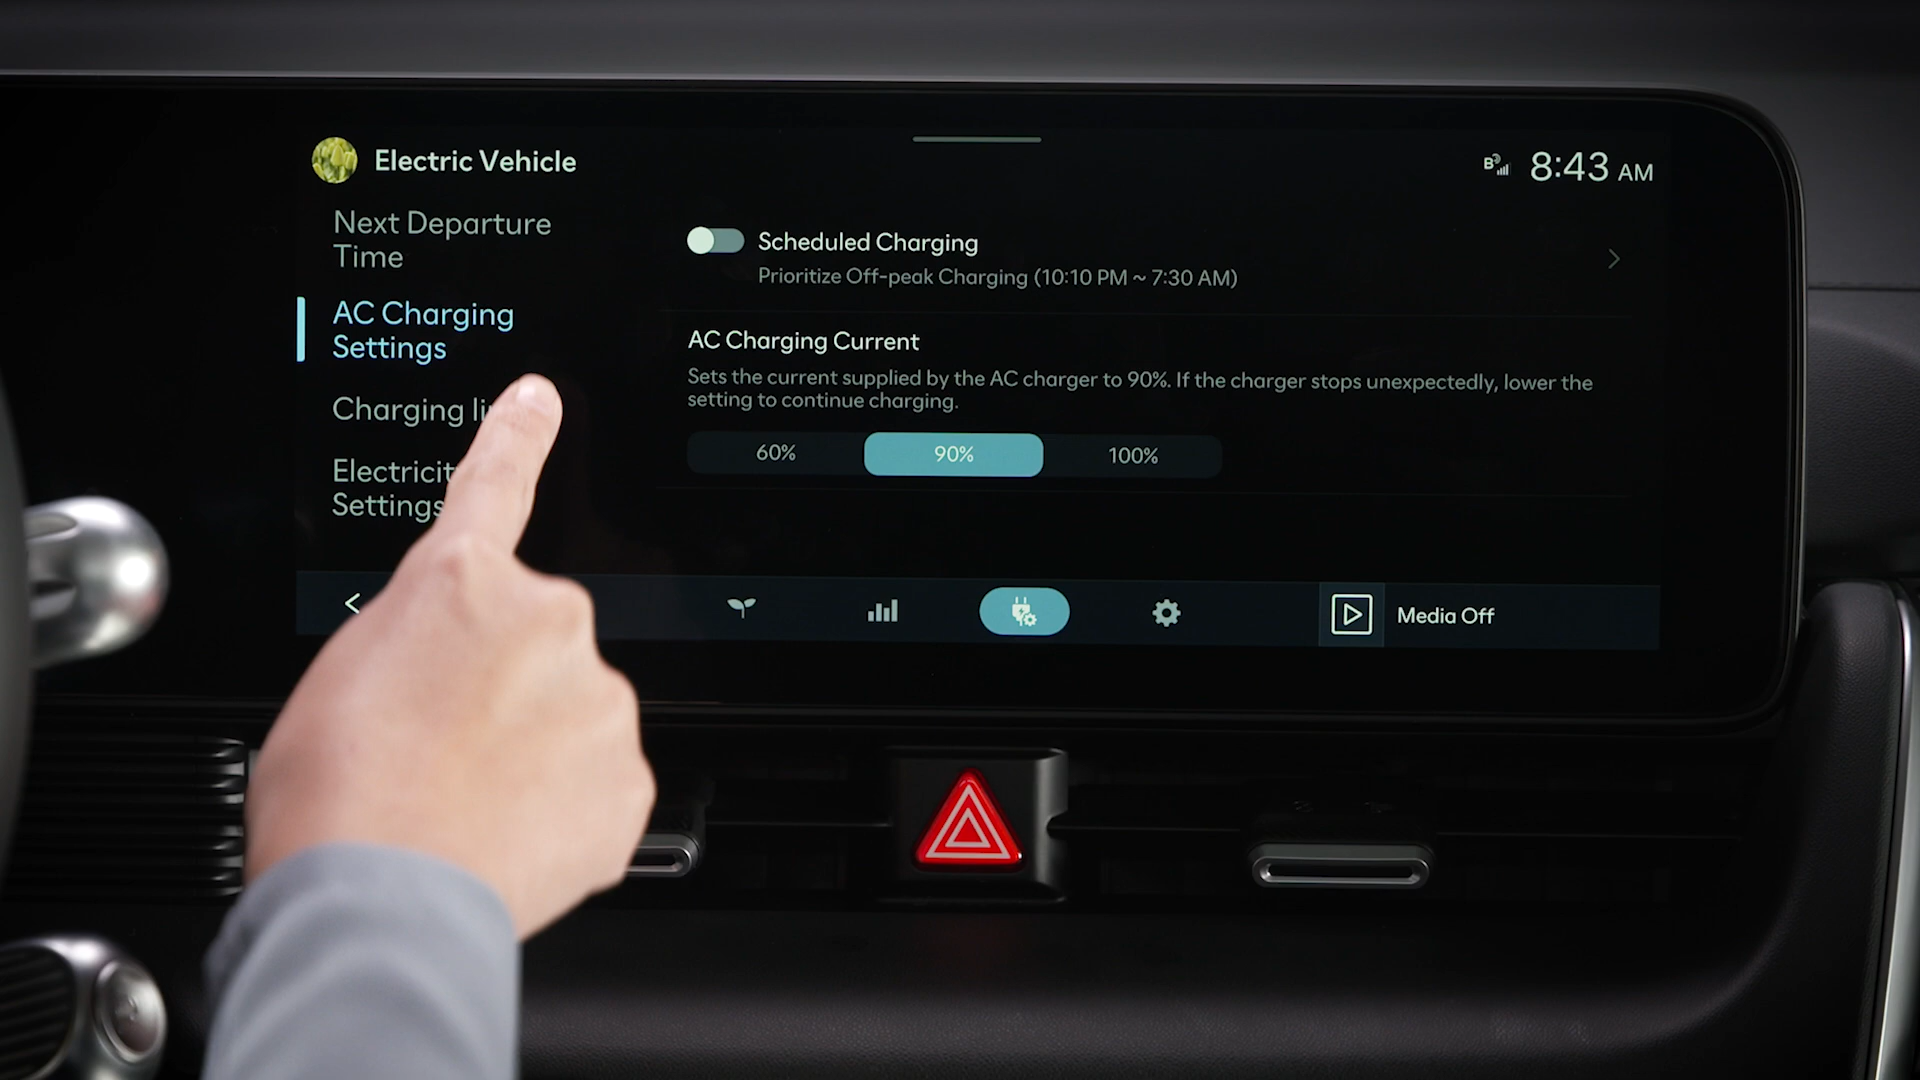 Electric Vehicle
8:43 AM
Next Departure
Time
AC Charging
Settings
Charging
Settings
Scheduled Charging
Prioritize Off-peak Charging (10:10 PM ~ 7:30 AM)
AC Charging Current
Sets the current supplied by the AC charger to 90%. If the charger stops unexpectedly, lower the
setting to continue charging.
60%
90%
100%
Media Off